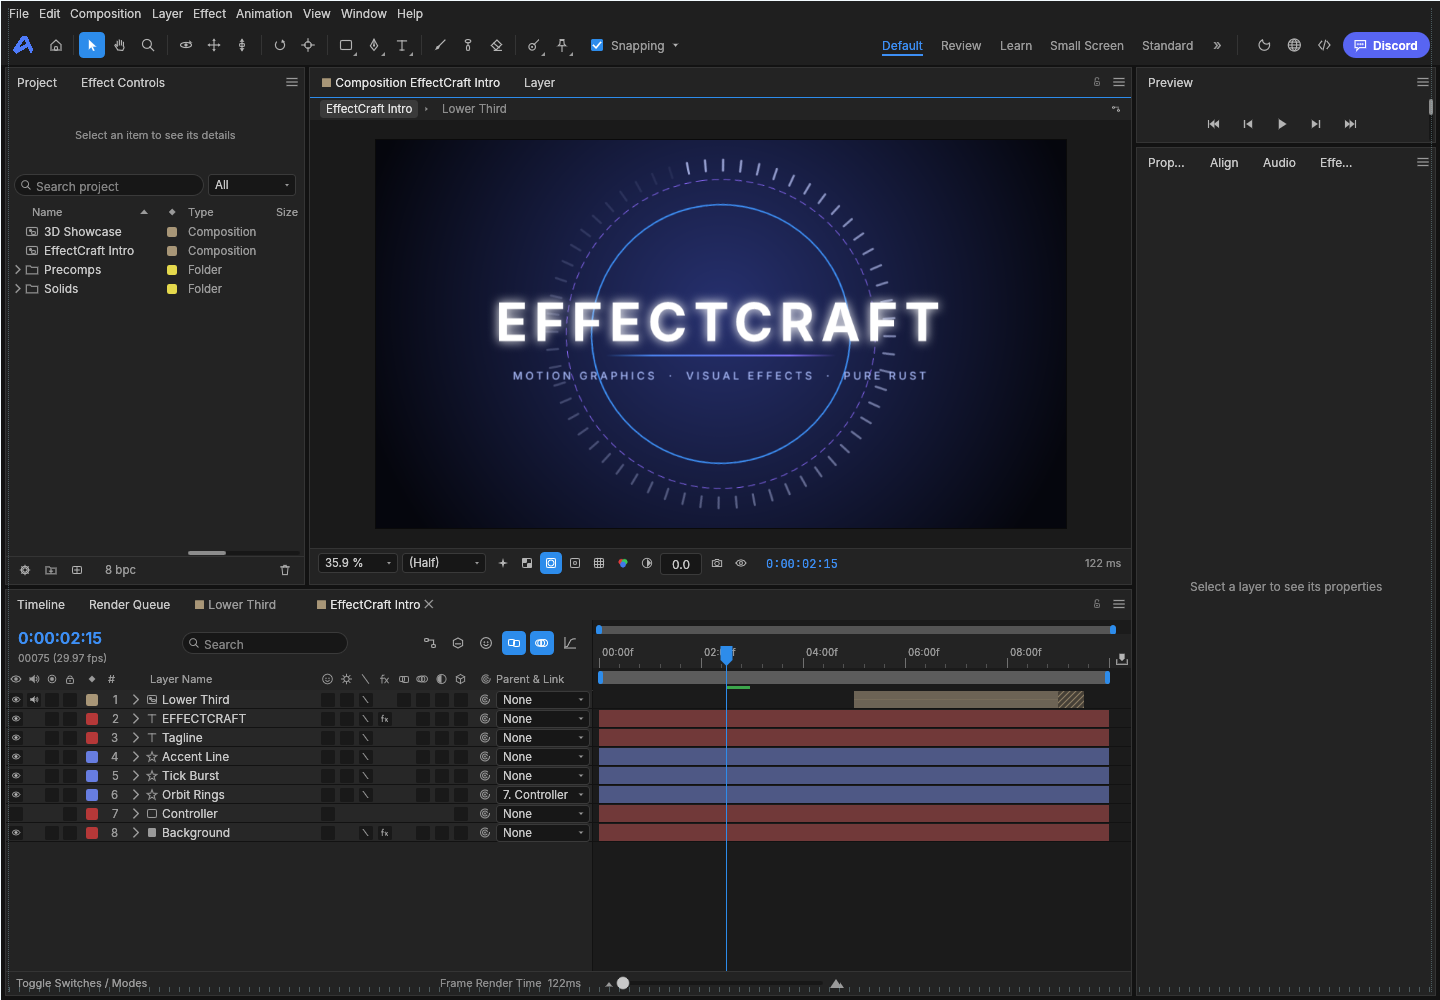 File Edit Composition Layer Effect Animation View Window Help
Snapping
Default Review Learn Small Screen Standard » Discord
Project Effect Controls
Select an item to see its details
Search project All
Name Type Size
3D Showcase Composition
EffectCraft Intro Composition
Precomps Folder
Solids Folder
8 bpc
Composition EffectCraft Intro Layer
EffectCraft Intro Lower Third
EFFECTCRAFT
MOTION GRAPHICS · VISUAL EFFECTS · PURE RUST
35.9 % (Half) 0.0 0:00:02:15 122 ms
Preview
Prop... Align Audio Effe...
Select a layer to see its properties
Timeline Render Queue Lower Third EffectCraft Intro
0:00:02:15
00075 (29.97 fps)
Search
00:00f 04:00f 06:00f 08:00f
# Layer Name fx Parent & Link
1 Lower Third None
2 T EFFECTCRAFT fx None
3 T Tagline None
4 Accent Line None
5 Tick Burst None
6 Orbit Rings 7. Controller
7 Controller None
8 Background fx None
Toggle Switches / Modes Frame Render Time 122ms